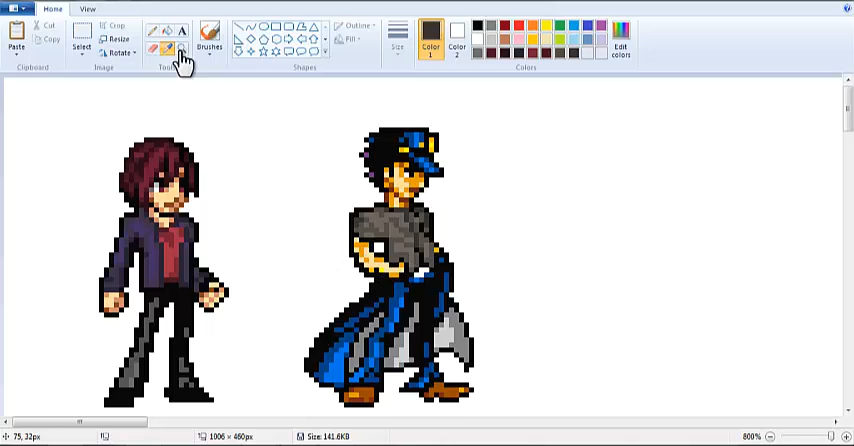 Home View
Paste
Cut
Copy
Clipboard
Select
Crop
Resize
Rotate
Image
A
Tool
Brushes
Shapes
Outline
Fill
Size
Color 1
Color 2
Edit colors
Colors
75, 32px
1006 × 460px
Size: 141.6KB
800%